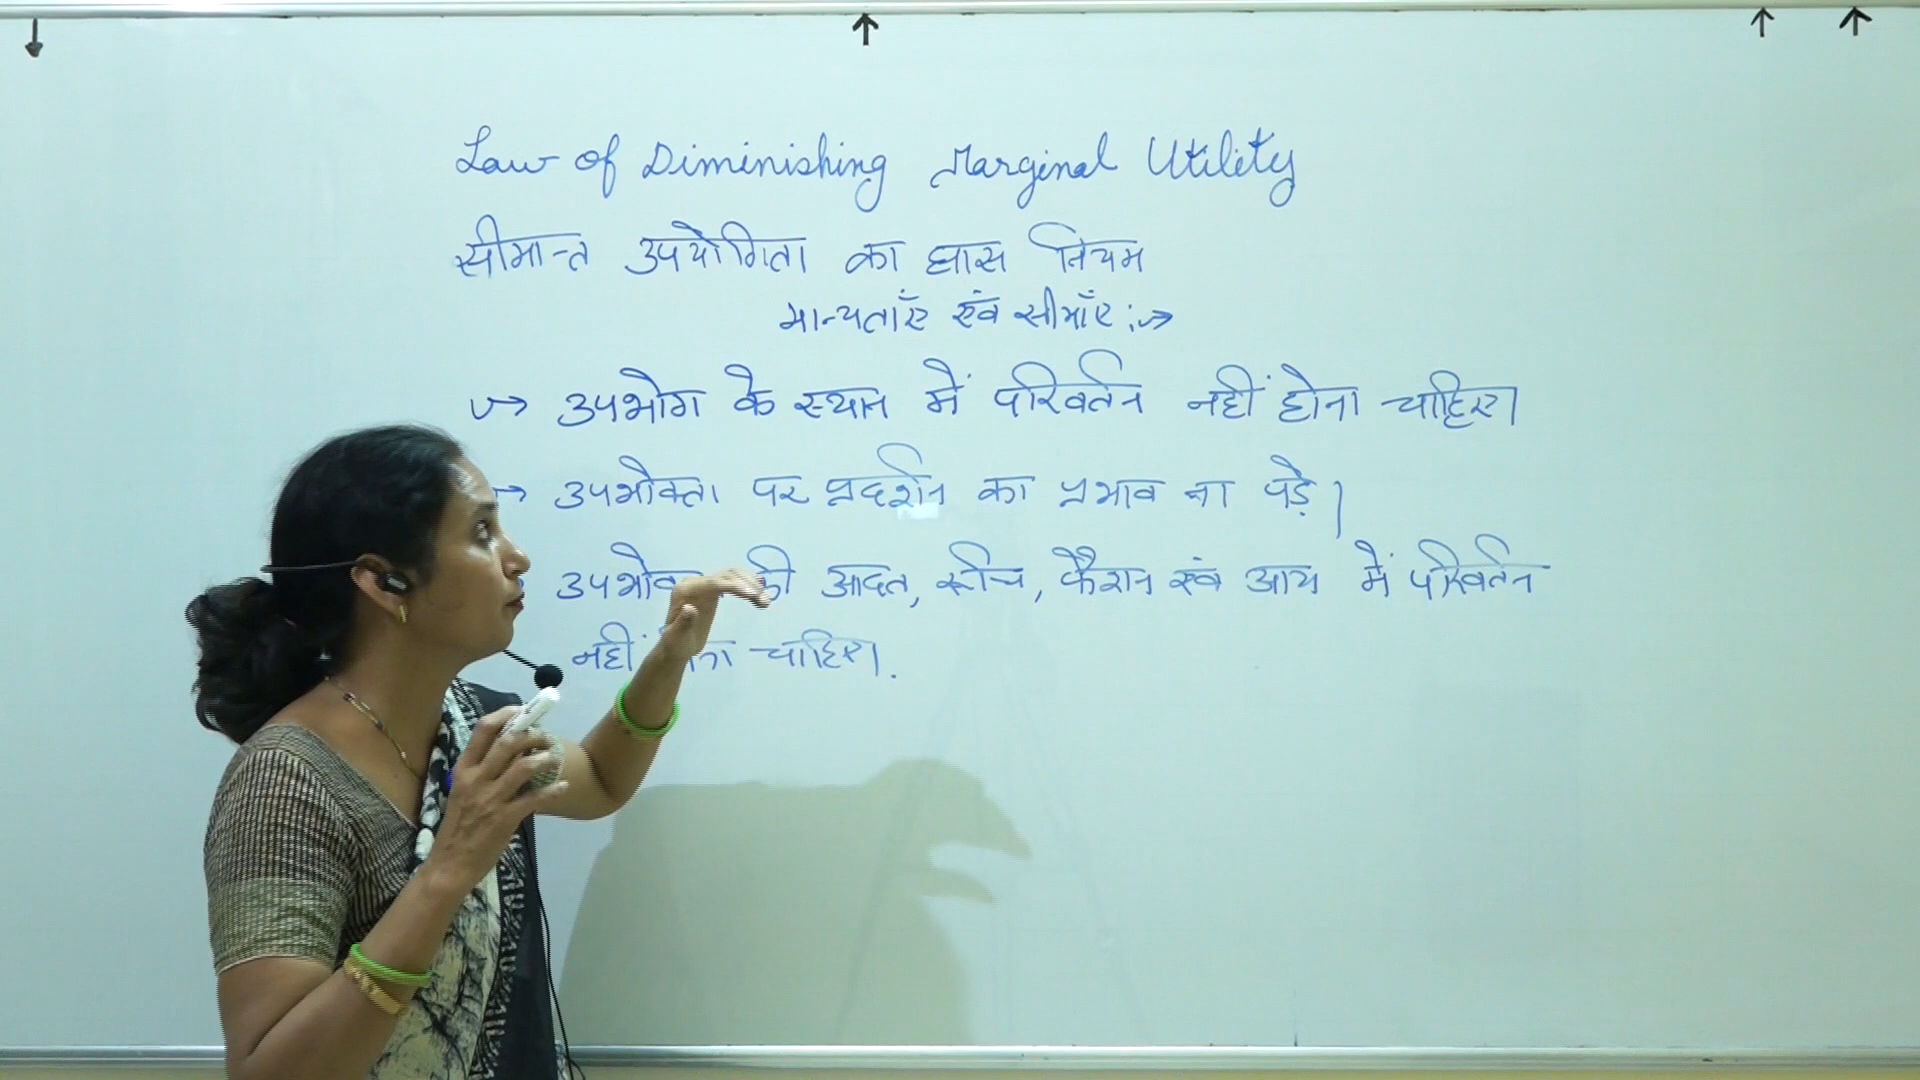 Law of Diminishing Marginal Utility
सीमान्त उपयोगिता का ह्रास नियम
मान्यताएँ एवं सीमाएँ :→
→ उपभोग के स्थान में परिवर्तन नहीं होना चाहिए।
→ उपभोक्ता पर प्रदर्शन का प्रभाव ना पड़े।
की आदत, रूचि, फैशन एवं आय में परिवर्तन
नहीं चाहिए।.